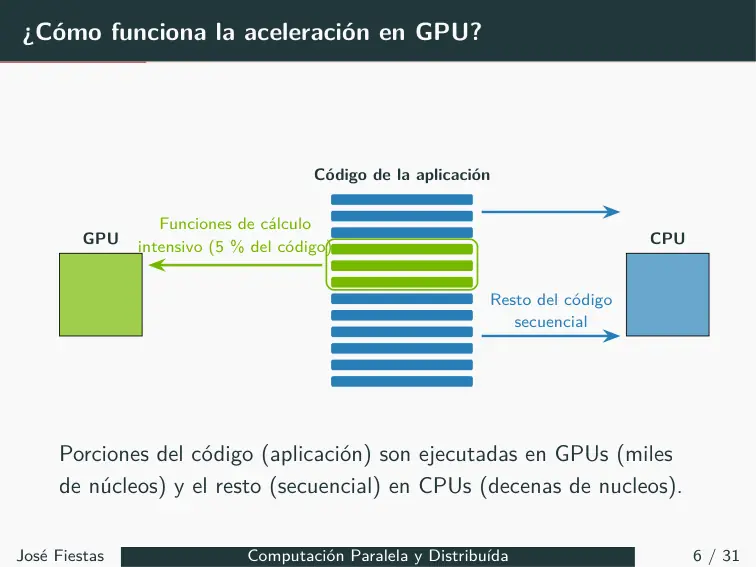 ¿Cómo funciona la aceleración en GPU?
Código de la aplicación
Funciones de cálculo
intensivo (5 % del código)
GPU
CPU
Resto del código
secuencial
Porciones del código (aplicación) son ejecutadas en GPUs (miles
de núcleos) y el resto (secuencial) en CPUs (decenas de nucleos).
José Fiestas
Computación Paralela y Distribuída
6 / 31